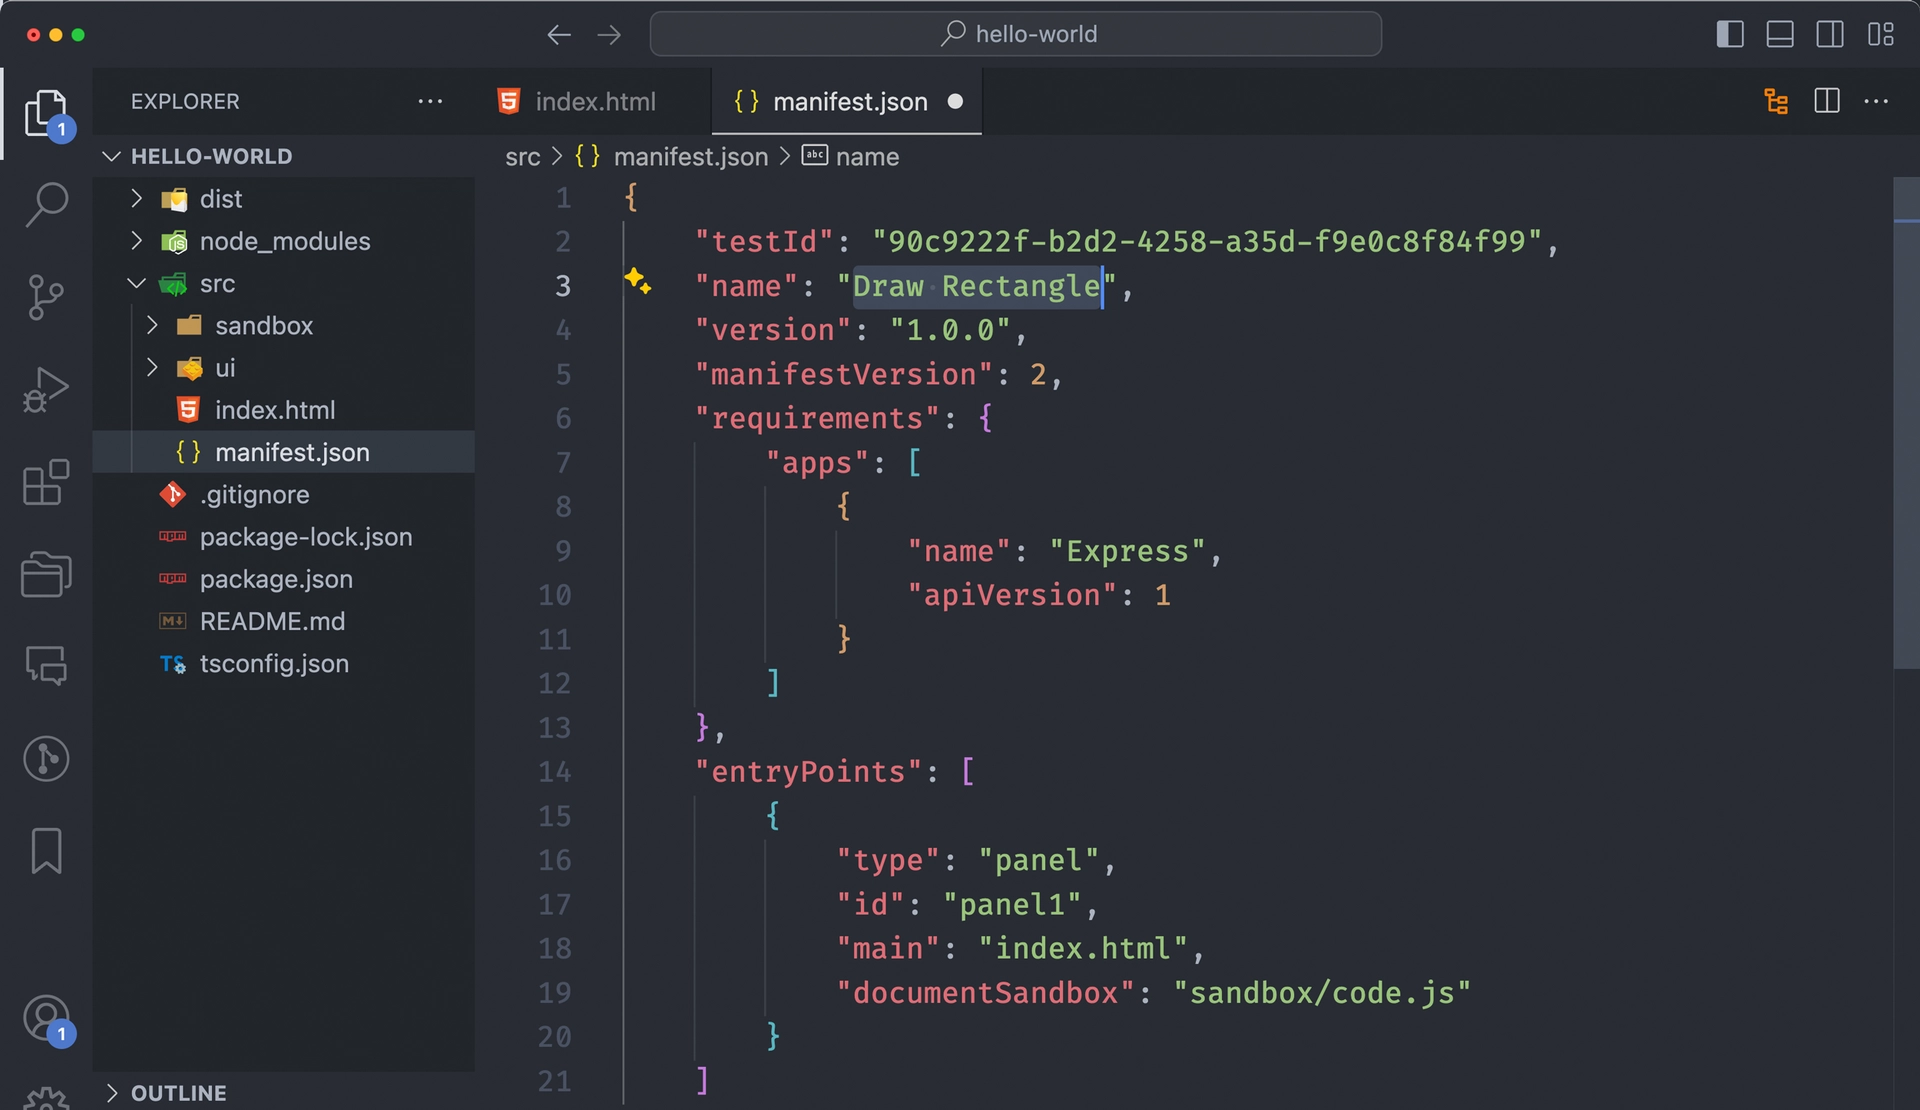 hello-world
EXPLORER
index.html
{ } manifest.json
HELLO-WORLD
src > { } manifest.json > abc name
dist
node_modules
src
sandbox
ui
index.html
{ } manifest.json
.gitignore
package-lock.json
package.json
README.md
TS tsconfig.json
OUTLINE
1
1
1 {
2 "testId": "90c9222f-b2d2-4258-a35d-f9e0c8f84f99",
3 "name": "Draw Rectangle",
4 "version": "1.0.0",
5 "manifestVersion": 2,
6 "requirements": {
7 "apps": [
8 {
9 "name": "Express",
10 "apiVersion": 1
11 }
12 ]
13 },
14 "entryPoints": [
15 {
16 "type": "panel",
17 "id": "panel1",
18 "main": "index.html",
19 "documentSandbox": "sandbox/code.js"
20 }
21 ]